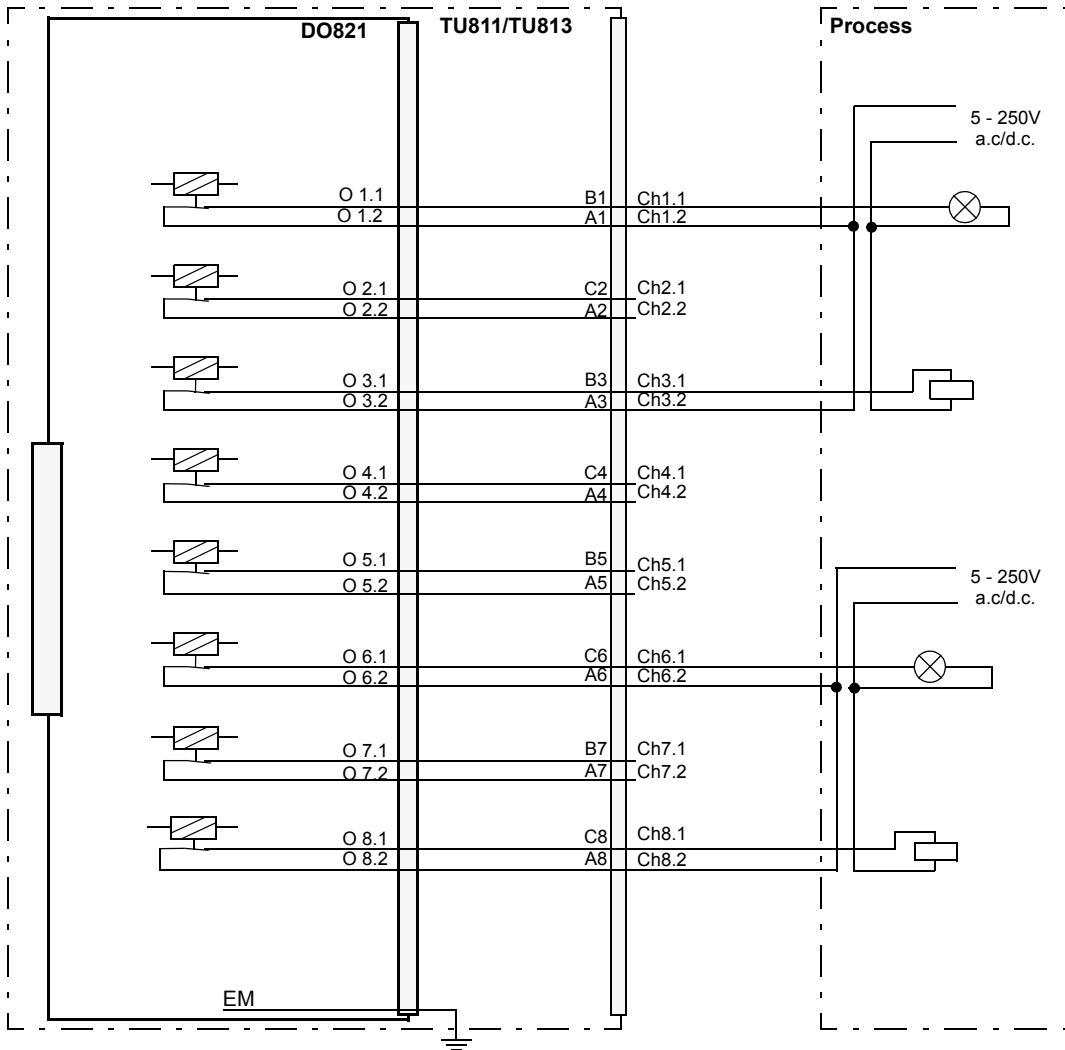 DO821
TU811/TU813
Process
5 - 250V
a.c/d.c.
O 1.1 B1 Ch1.1
O 1.2 A1 Ch1.2
O 2.1 C2 Ch2.1
O 2.2 A2 Ch2.2
O 3.1 B3 Ch3.1
O 3.2 A3 Ch3.2
O 4.1 C4 Ch4.1
O 4.2 A4 Ch4.2
O 5.1 B5 Ch5.1
O 5.2 A5 Ch5.2
5 - 250V
a.c/d.c.
O 6.1 C6 Ch6.1
O 6.2 A6 Ch6.2
O 7.1 B7 Ch7.1
O 7.2 A7 Ch7.2
O 8.1 C8 Ch8.1
O 8.2 A8 Ch8.2
EM